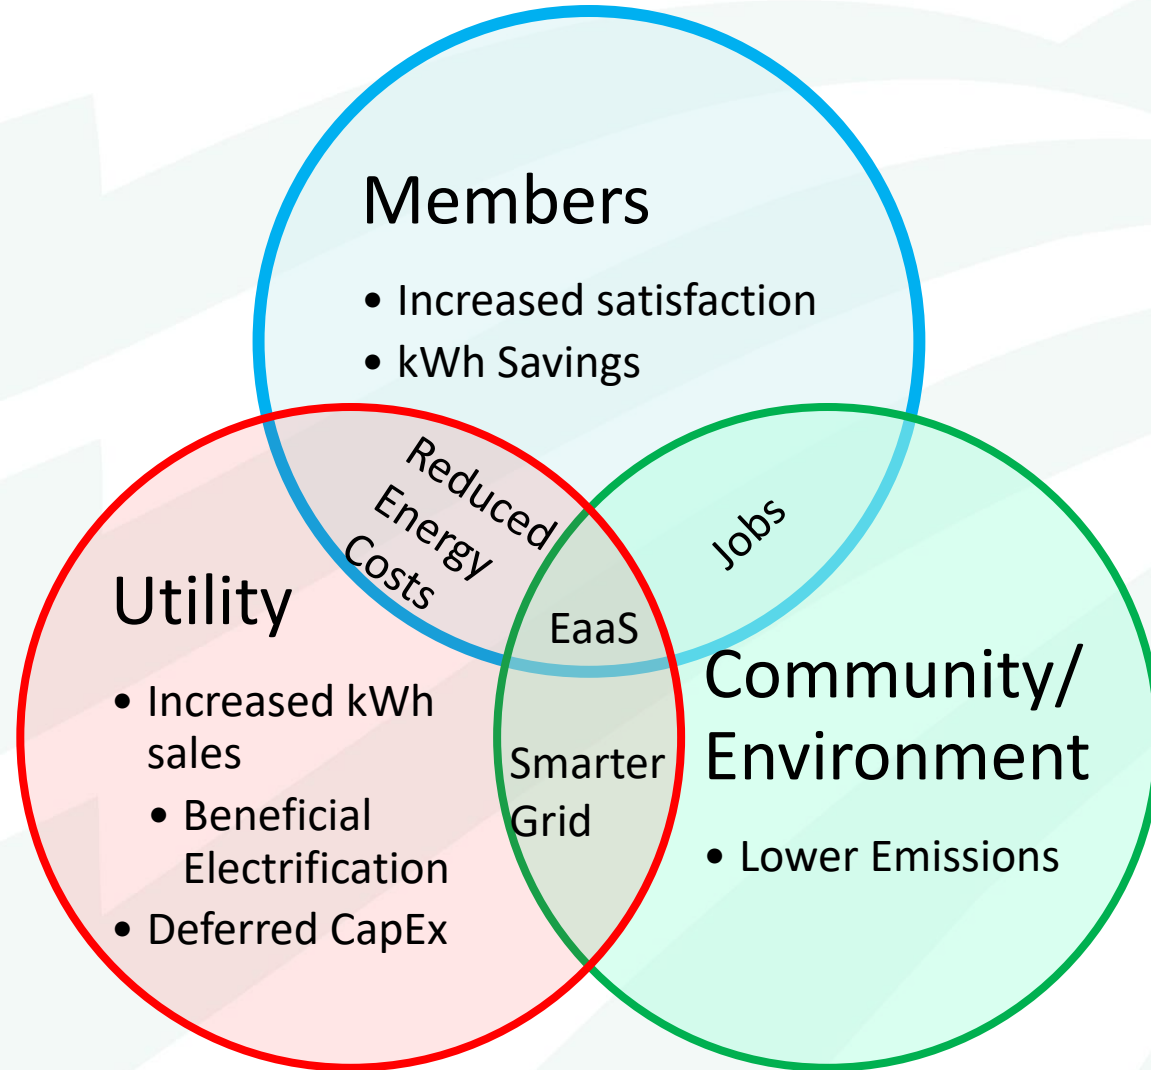 Members
• Increased satisfaction
• kWh Savings
Reduced
Energy
Costs
Jobs
EaaS
Utility
• Increased kWh
sales
• Beneficial
Electrification
• Deferred CapEx
Smarter
Grid
Community/
Environment
• Lower Emissions